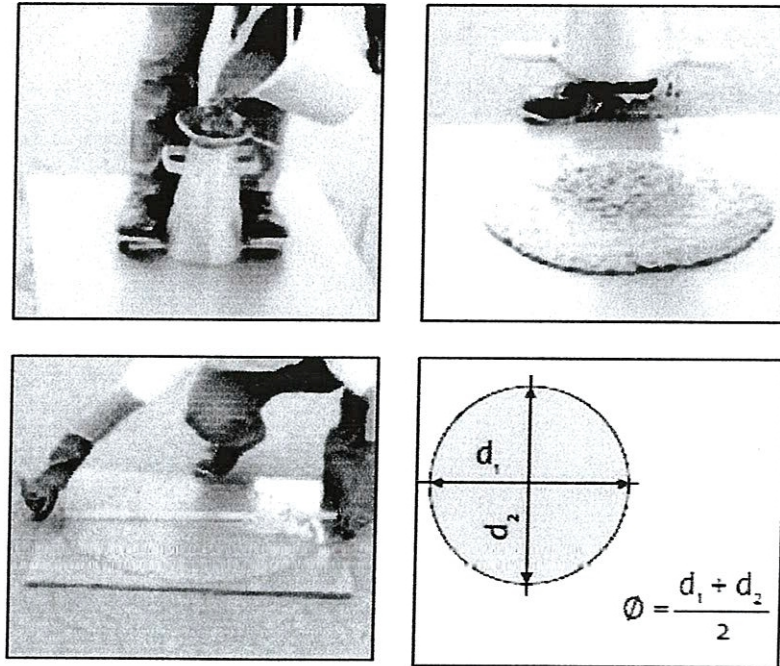 d₁
d₂
Ø = (d₁ + d₂) / 2